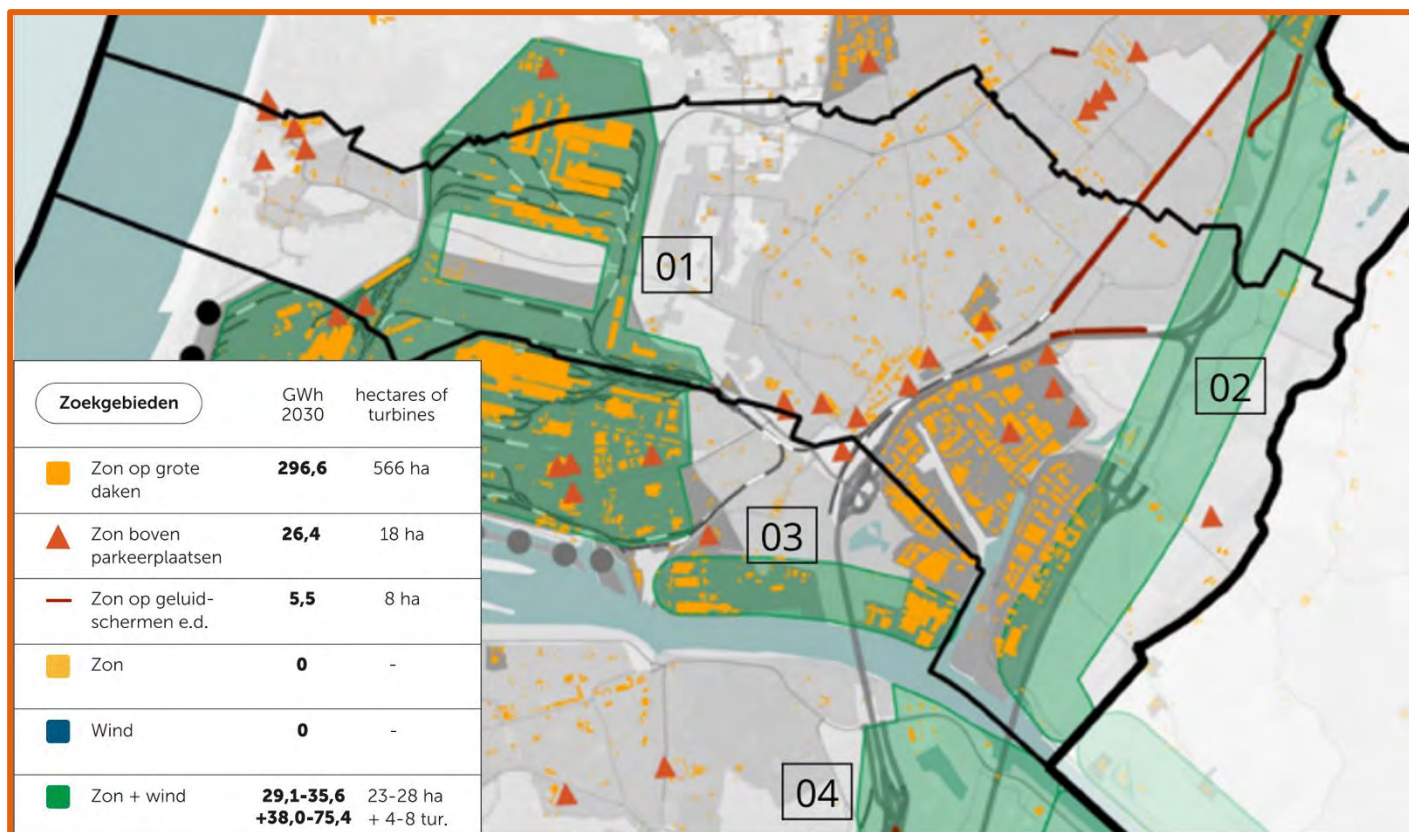 01
02
03
04
Zoekgebieden
GWh
2030
hectares of
turbines
Zon op grote
daken
296,6
566 ha
Zon boven
parkeerplaatsen
26,4
18 ha
Zon op geluid-
schermen e.d.
5,5
8 ha
Zon
0
-
Wind
0
-
Zon + wind
29,1-35,6
+38,0-75,4
23-28 ha
+ 4-8 tur.